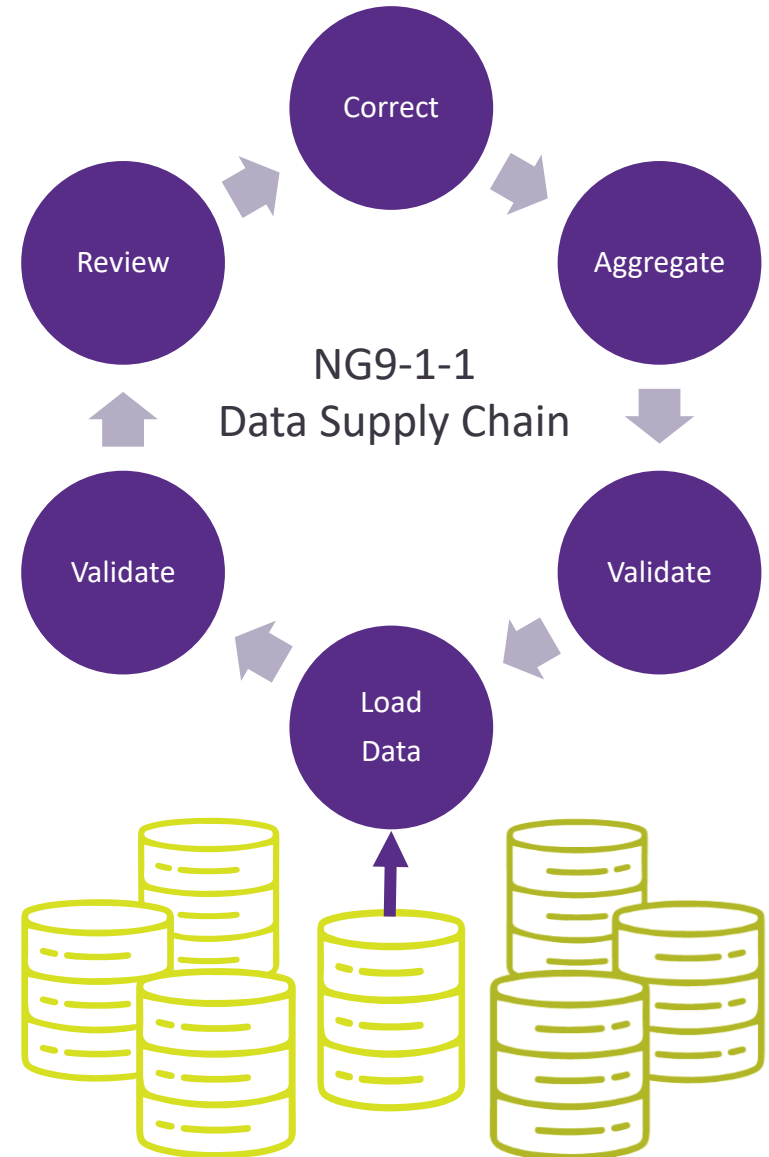 Correct
Review
Aggregate
NG9-1-1
Data Supply Chain
Validate
Validate
Load
Data